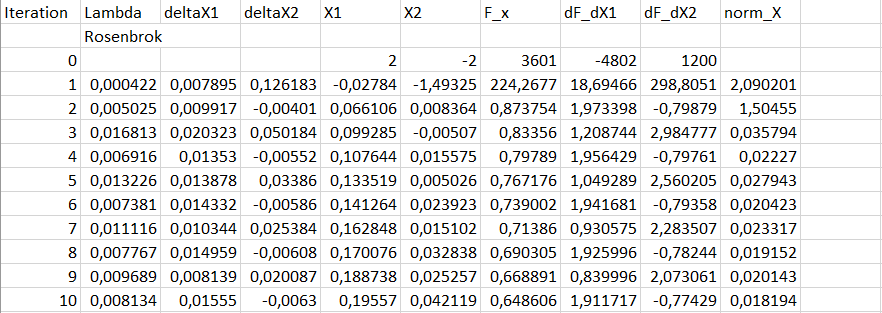 Iteration Lambda deltaX1 deltaX2 X1 X2 F_x dF_dX1 dF_dX2 norm_X
Rosenbrok
0 2 -2 3601 -4802 1200
1 0,000422 0,007895 0,126183 -0,02784 -1,49325 224,2677 18,69466 298,8051 2,090201
2 0,005025 0,009917 -0,00401 0,066106 0,008364 0,873754 1,973398 -0,79879 1,50455
3 0,016813 0,020323 0,050184 0,099285 -0,00507 0,83356 1,208744 2,984777 0,035794
4 0,006916 0,01353 -0,00552 0,107644 0,015575 0,79789 1,956429 -0,79761 0,02227
5 0,013226 0,013878 0,03386 0,133519 0,005026 0,767176 1,049289 2,560205 0,027943
6 0,007381 0,014332 -0,00586 0,141264 0,023923 0,739002 1,941681 -0,79358 0,020423
7 0,011116 0,010344 0,025384 0,162848 0,015102 0,71386 0,930575 2,283507 0,023317
8 0,007767 0,014959 -0,00608 0,170076 0,032838 0,690305 1,925996 -0,78244 0,019152
9 0,009689 0,008139 0,020087 0,188738 0,025257 0,668891 0,839996 2,073061 0,020143
10 0,008134 0,01555 -0,0063 0,19557 0,042119 0,648606 1,911717 -0,77429 0,018194